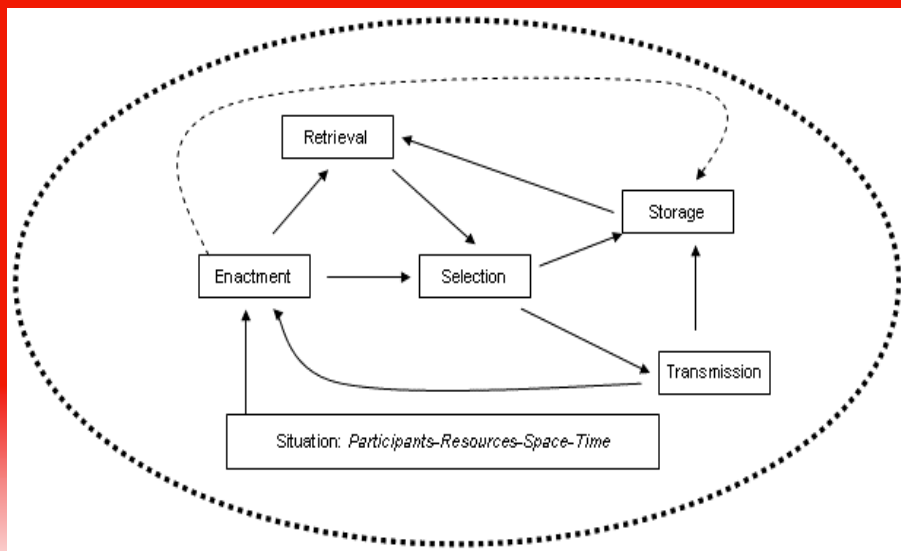 Retrieval
Storage
Enactment
Selection
Transmission
Situation: Participants-Resources-Space-Time